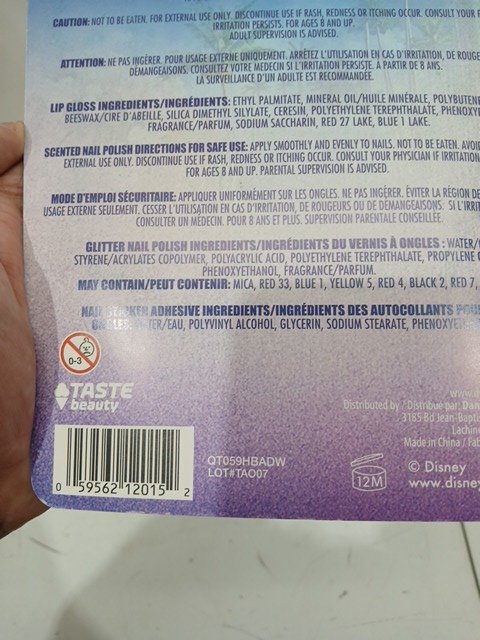 CAUTION: NOT TO BE EATEN. FOR EXTERNAL USE ONLY. DISCONTINUE USE IF RASH, REDNESS OR ITCHING OCCUR. CONSULT YOUR
IRRITATION PERSISTS. FOR AGES 8 AND UP.
ADULT SUPERVISION IS ADVISED.
ATTENTION: NE PAS INGÉRER. POUR USAGE EXTERNE UNIQUEMENT. ARRÊTEZ L'UTILISATION EN CAS D'IRRITATION, DE ROUGE
DÉMANGEAISONS. CONSULTEZ VOTRE MÉDECIN SI L'IRRITATION PERSISTE. A PARTIR DE 8 ANS.
LA SURVEILLANCE D'UN ADULTE EST RECOMMANDÉE.
LIP GLOSS INGREDIENTS/INGRÉDIENTS: ETHYL PALMITATE, MINERAL OIL/HUILE MINÉRALE, POLYBUTENE
BEESWAX/CIRE D'ABEILLE, SILICA DIMETHYL SILYLATE, CERESIN, POLYETHYLENE TEREPHTHALATE, PHENOXY
FRAGRANCE/PARFUM, SODIUM SACCHARIN, RED 27 LAKE, BLUE 1 LAKE.
SCENTED NAIL POLISH DIRECTIONS FOR SAFE USE: APPLY SMOOTHLY AND EVENLY TO NAILS. NOT TO BE EATEN. AVOI
EXTERNAL USE ONLY. DISCONTINUE USE IF RASH, REDNESS OR ITCHING OCCUR. CONSULT YOUR PHYSICIAN IF IRRITATION
FOR AGES 8 AND UP. PARENTAL SUPERVISION IS ADVISED.
MODE D'EMPLOI SÉCURITAIRE: APPLIQUER UNIFORMÉMENT SUR LES ONGLES. NE PAS INGÉRER. ÉVITER LA RÉGION DE
USAGE EXTERNE SEULEMENT. CESSER L'UTILISATION EN CAS D'IRRITATION, DE ROUGEURS OU DE DÉMANGEAISONS. SI L'IRRIT
CONSULTER UN MÉDECIN. POUR 8 ANS ET PLUS. SUPERVISION PARENTALE CONSEILLÉE.
GLITTER NAIL POLISH INGREDIENTS/INGRÉDIENTS DU VERNIS À ONGLES : WATER/
STYRENE/ACRYLATES COPOLYMER, POLYACRYLIC ACID, POLYETHYLENE TEREPHTHALATE, PROPYLENE
PHENOXYETHANOL, FRAGRANCE/PARFUM.
MAY CONTAIN/PEUT CONTENIR: MICA, RED 33, BLUE 1, YELLOW 5, RED 4, BLACK 2, RED 7,
NAIL STICKER ADHESIVE INGREDIENTS/INGRÉDIENTS DES AUTOCOLLANTS POUR
ONGLES: WATER/EAU, POLYVINYL ALCOHOL, GLYCERIN, SODIUM STEARATE, PHENOXYET
0-3
TASTE
beauty
www.
Distributed by / Distribué par: Dan
3185 Bd Jean-Bapt
Lachine
Made in China / Fab
0 59562 12015 2
QT059HBADW
LOT#TAO07
12M
© Disney
www.disney